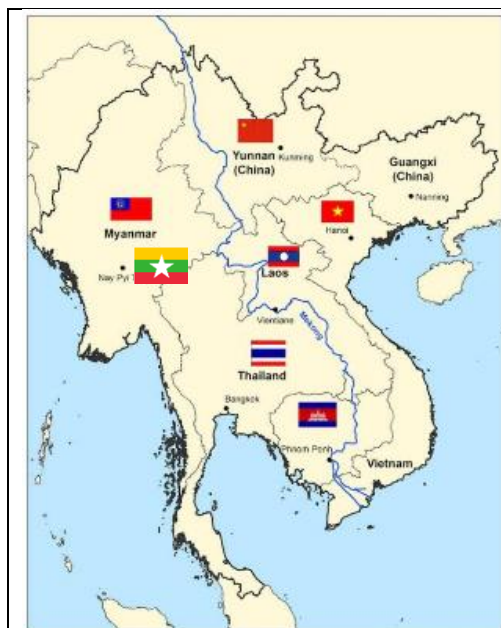 Yunnan
(China)
Kunming
Guangxi
(China)
Nanning
Myanmar
Hanoi
Nay Pyi T
Laos
Vientiane
Mekong
Thailand
Bangkok
Phnom Penh
Vietnam